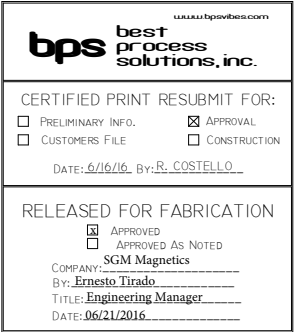 www.bpsvibes.com
bps best process solutions, inc.
CERTIFIED PRINT RESUBMIT FOR:
PRELIMINARY INFO. X APPROVAL
CUSTOMERS FILE CONSTRUCTION
DATE: 6/16/16 BY: R. COSTELLO
RELEASED FOR FABRICATION
x APPROVED
APPROVED AS NOTED
COMPANY: SGM Magnetics
BY: Ernesto Tirado
TITLE: Engineering Manager
DATE: 06/21/2016